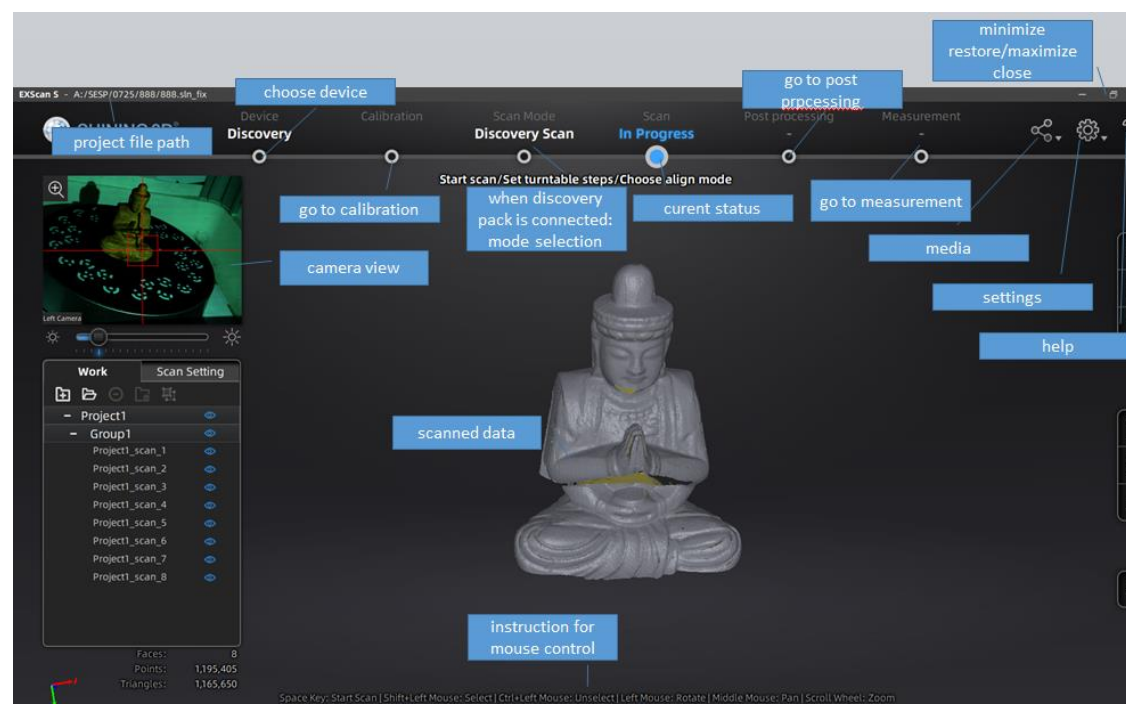 minimize
restore/maximize
close
go to post
prpcessing
choose device
EXScan S - A:/SESP/0725/888/888.sln_fix
project file path
Device
Discovery
Calibration
Scan Mode
Discovery Scan
Scan
In Progress
Post processing
-
Measurement
-
Start scan/Set turntable steps/Choose align mode
go to calibration
when discovery
pack is connected:
mode selection
curent status
go to measurement
media
camera view
settings
help
Left Camera
Work Scan Setting
Project1
Group1
Project1_scan_1
Project1_scan_2
Project1_scan_3
Project1_scan_4
Project1_scan_5
Project1_scan_6
Project1_scan_7
Project1_scan_8
scanned data
instruction for
mouse control
Faces: 8
Points: 1,195,405
Triangles: 1,165,650
Space Key: Start Scan | Shift+Left Mouse: Select | Ctrl+Left Mouse: Unselect | Left Mouse: Rotate | Middle Mouse: Pan | Scroll Wheel: Zoom